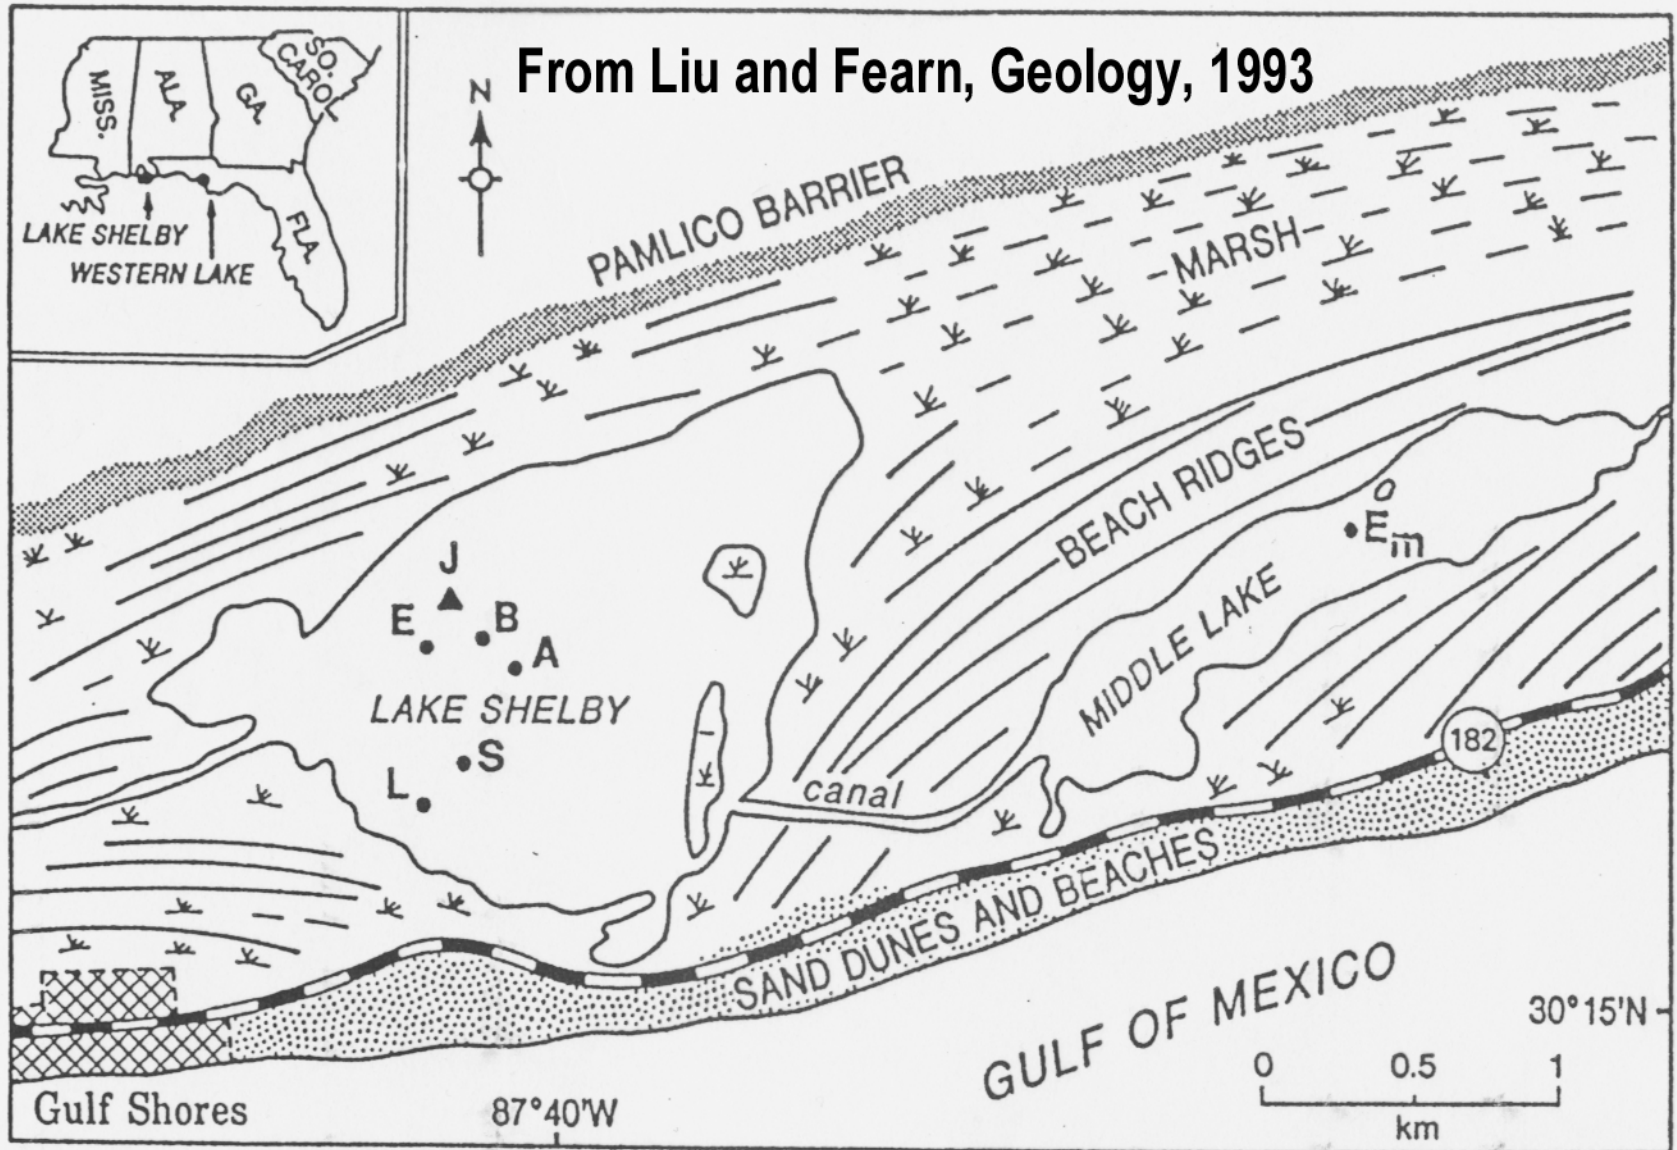 From Liu and Fearn, Geology, 1993
MISS.
ALA.
GA.
SO.
CAROL.
FLA.
LAKE SHELBY
WESTERN LAKE
N
PAMLICO BARRIER
MARSH
BEACH RIDGES
O
Em
MIDDLE LAKE
J
E
B
A
LAKE SHELBY
S
L
canal
182
SAND DUNES AND BEACHES
GULF OF MEXICO
30°15'N
0 0.5 1
km
Gulf Shores
87°40'W